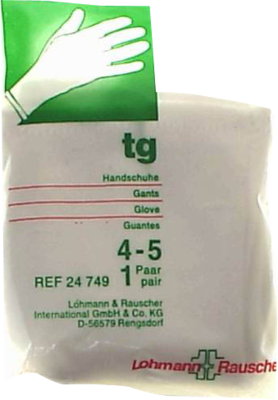 tg
Handschuhe
Gants
Glove
Guantes
4-5
REF 24 749 1 Paar pair
Lohmann & Rauscher
International GmbH & Co. KG
D-56579 Rengsdorf
Lohmann Rausche